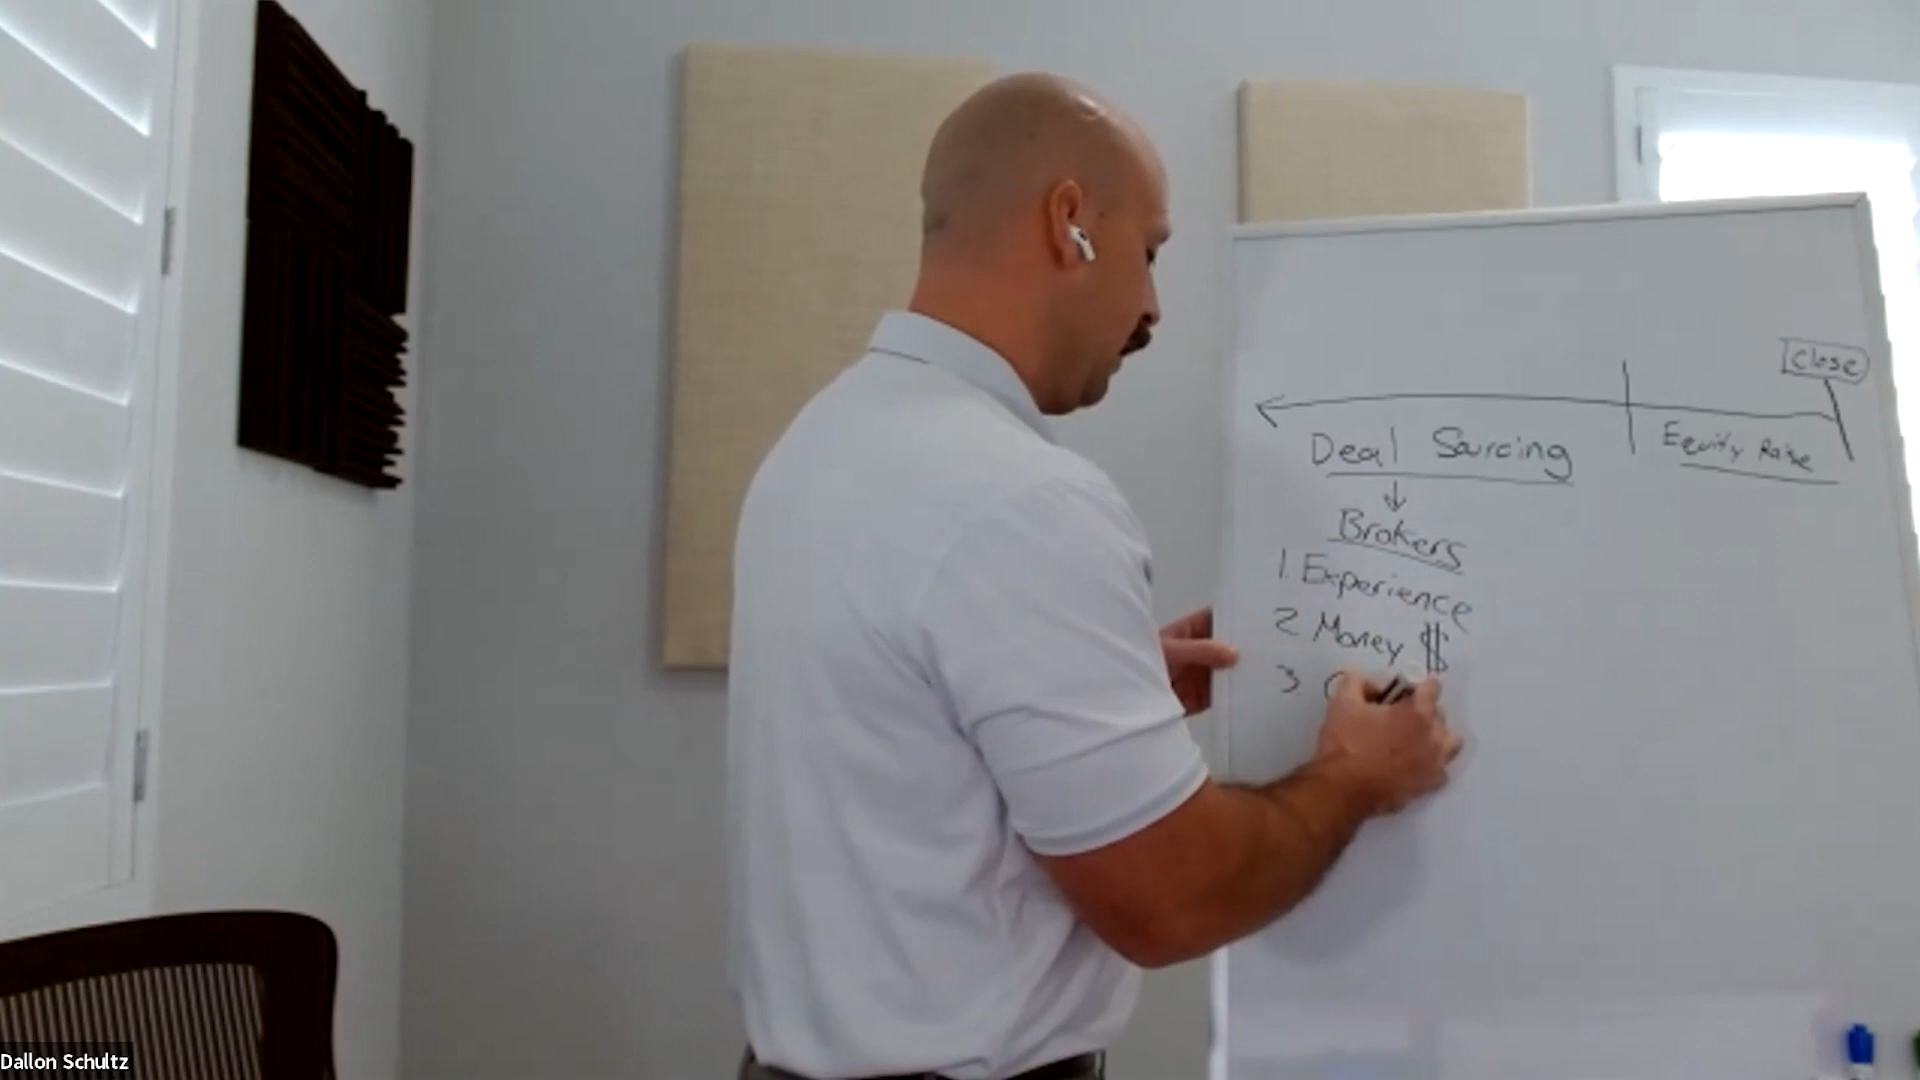 Close
Deal Sourcing
Equity Raise
Brokers
1. Experience
2 Money $
3.
Dallon Schultz